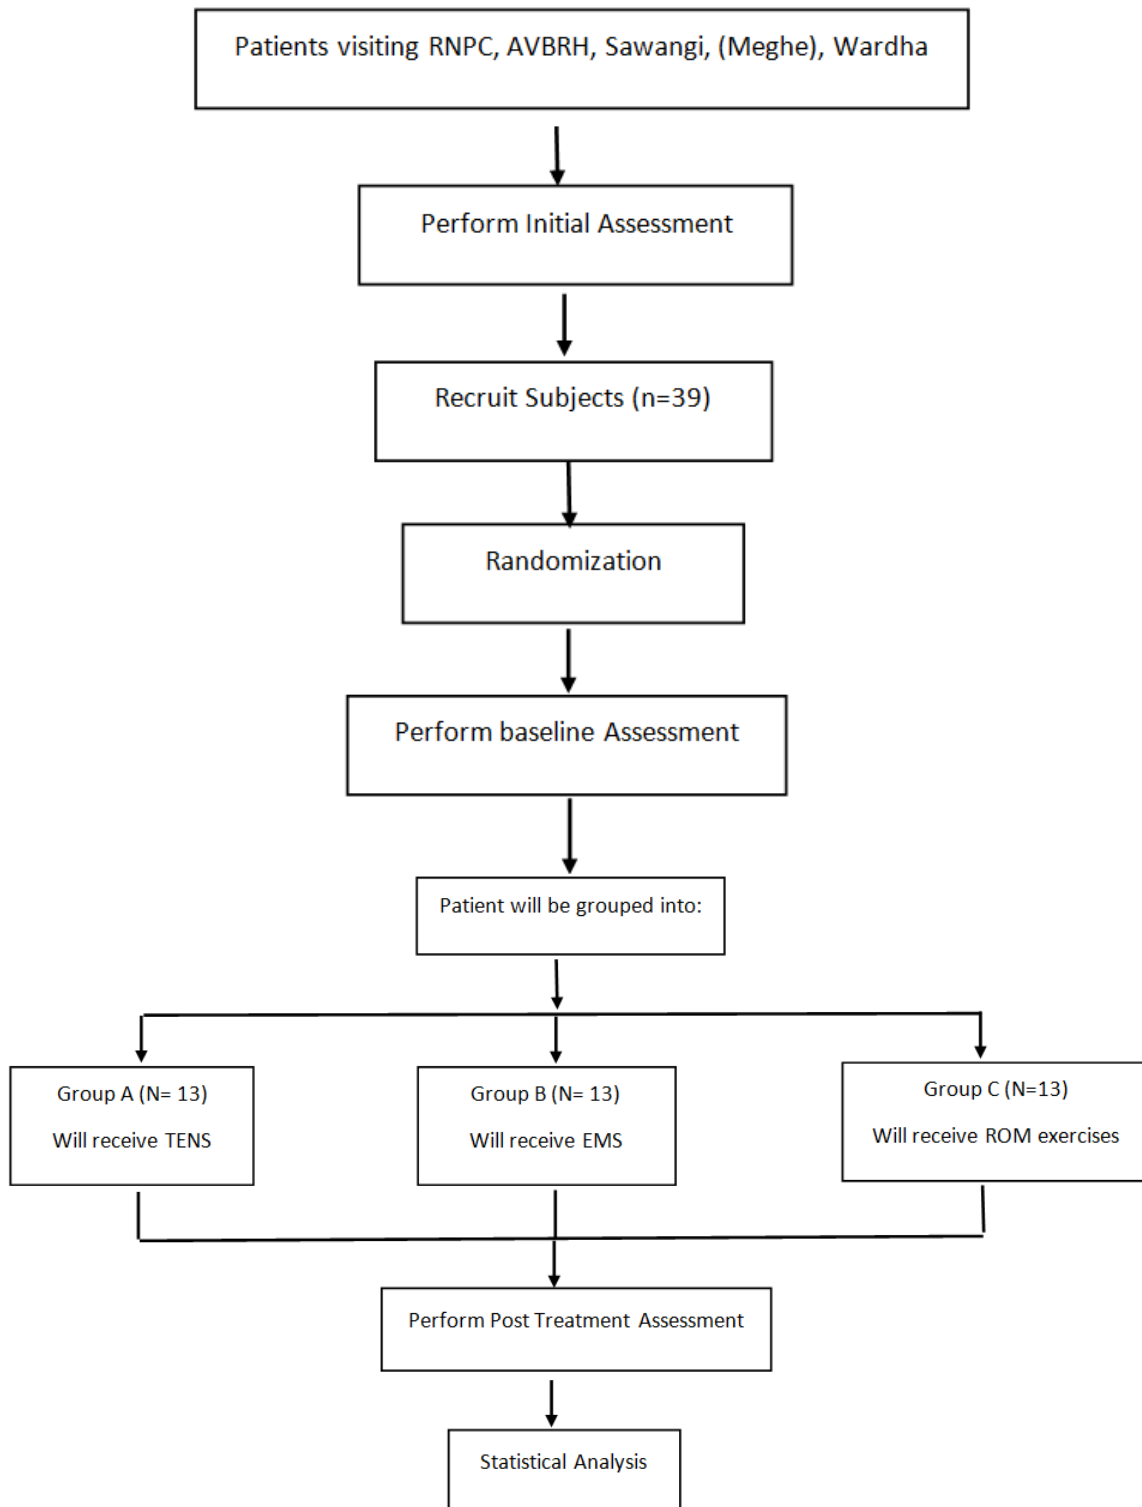 Patients visiting RNPC, AVBRH, Sawangi, (Meghe), Wardha
Perform Initial Assessment
Recruit Subjects (n=39)
Randomization
Perform baseline Assessment
Patient will be grouped into:
Group A (N= 13)
Will receive TENS
Group B (N= 13)
Will receive EMS
Group C (N=13)
Will receive ROM exercises
Perform Post Treatment Assessment
Statistical Analysis